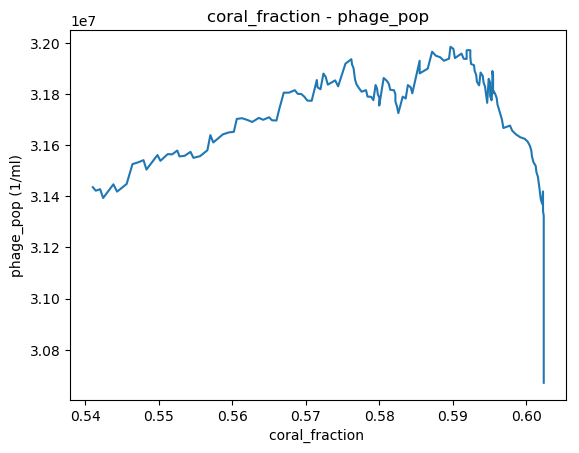 coral_fraction - phage_pop
1e7
3.20
3.18
3.16
3.14
3.12
3.10
3.08
phage_pop (1/ml)
0.54 0.55 0.56 0.57 0.58 0.59 0.60
coral_fraction